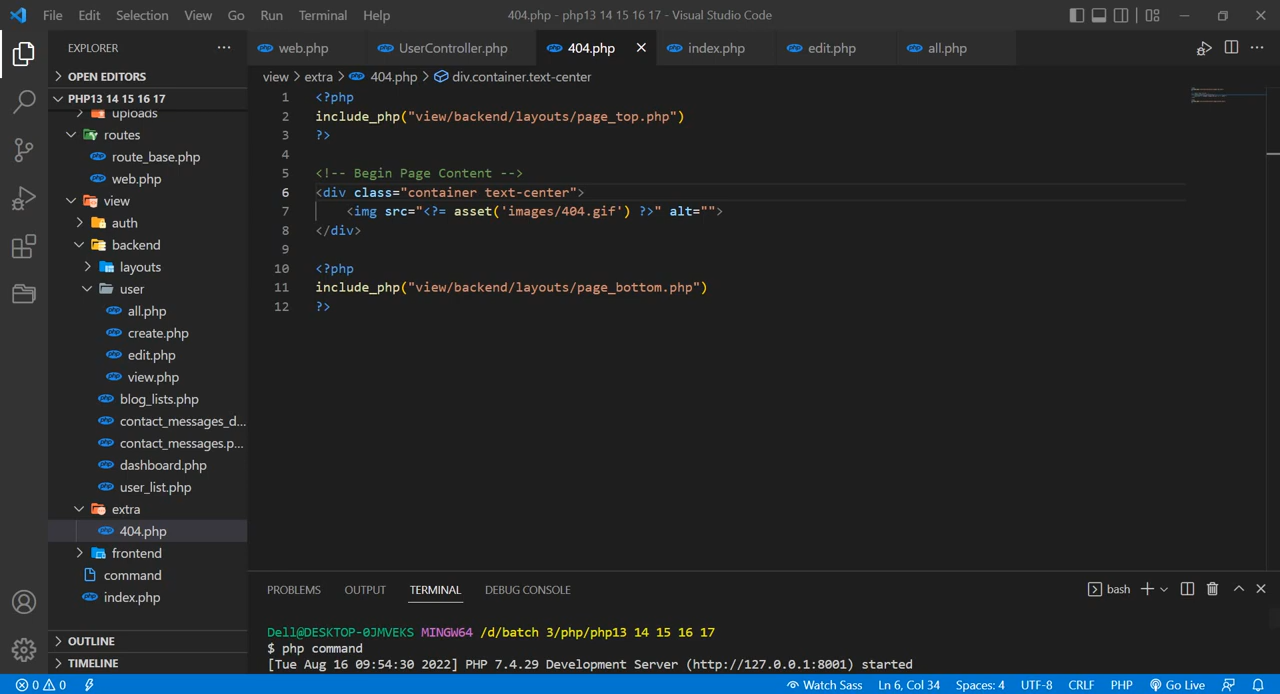 File Edit Selection View Go Run Terminal Help
404.php - php13 14 15 16 17 - Visual Studio Code
EXPLORER
web.php UserController.php 404.php index.php edit.php all.php
OPEN EDITORS
PHP13 14 15 16 17
uploads
routes
route_base.php
web.php
view
auth
backend
layouts
user
all.php
create.php
edit.php
view.php
blog_lists.php
contact_messages_d...
contact_messages.p...
dashboard.php
user_list.php
extra
404.php
frontend
command
index.php
OUTLINE
TIMELINE
view > extra > 404.php > div.container.text-center
1 <?php
2 include_php("view/backend/layouts/page_top.php")
3 ?>
4
5 <!-- Begin Page Content -->
6 <div class="container text-center">
7 <img src="<?= asset('images/404.gif') ?>" alt="">
8 </div>
9
10 <?php
11 include_php("view/backend/layouts/page_bottom.php")
12 ?>
PROBLEMS OUTPUT TERMINAL DEBUG CONSOLE
bash
Dell@DESKTOP-0JMVEKS MINGW64 /d/batch 3/php/php13 14 15 16 17
$ php command
[Tue Aug 16 09:54:30 2022] PHP 7.4.29 Development Server (http://127.0.0.1:8001) started
0 0 Watch Sass Ln 6, Col 34 Spaces: 4 UTF-8 CRLF PHP Go Live